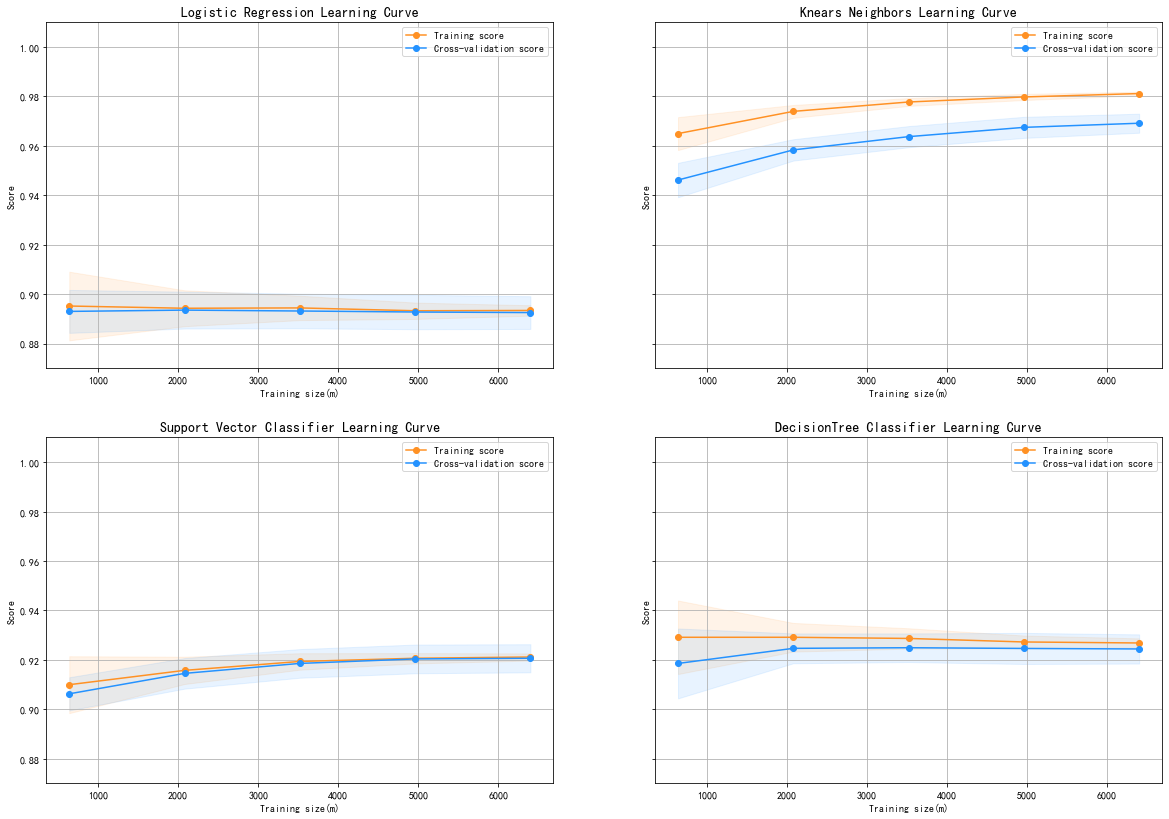 Logistic Regression Learning Curve
Training score
Cross-validation score
1.00
0.98
0.96
0.94
0.92
0.90
0.88
Score
1000 2000 3000 4000 5000 6000
Training size(m)
Knears Neighbors Learning Curve
Training score
Cross-validation score
Score
1000 2000 3000 4000 5000 6000
Training size(m)
Support Vector Classifier Learning Curve
Training score
Cross-validation score
1.00
0.98
0.96
0.94
0.92
0.90
0.88
Score
1000 2000 3000 4000 5000 6000
Training size(m)
DecisionTree Classifier Learning Curve
Training score
Cross-validation score
Score
1000 2000 3000 4000 5000 6000
Training size(m)